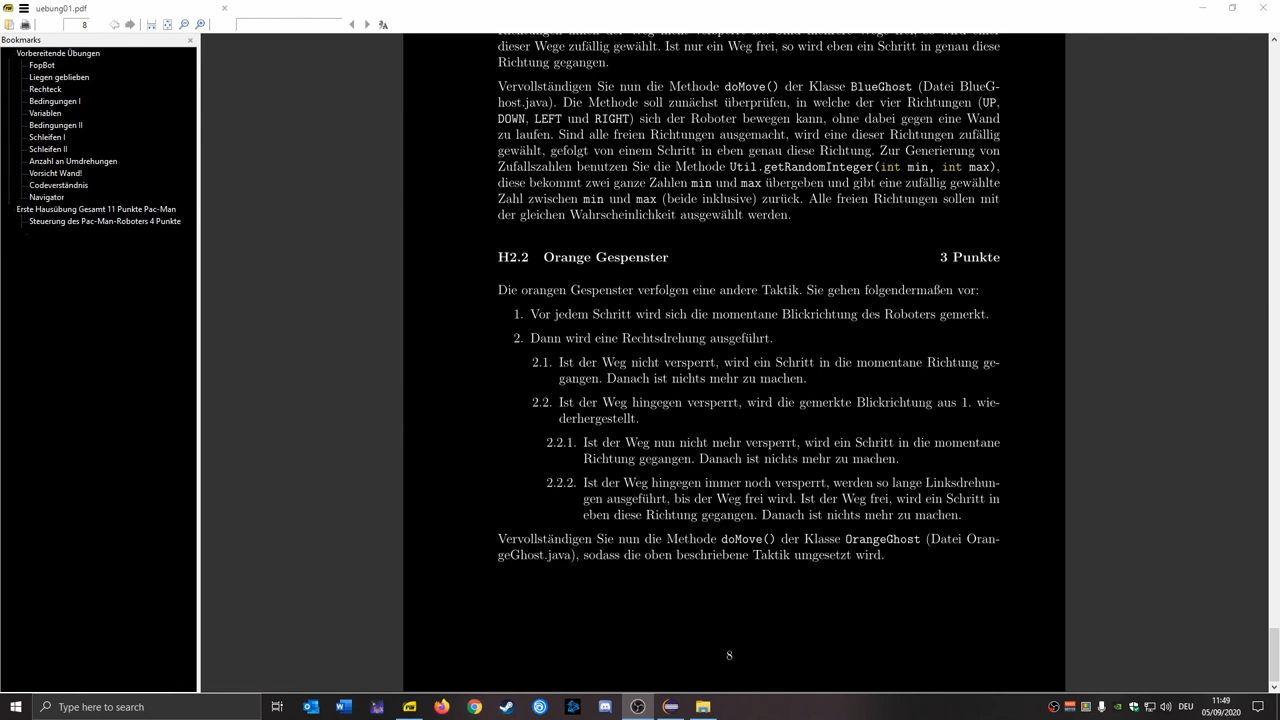 uebung01.pdf
8
Bookmarks
Vorbereitende Übungen
FopBot
Liegen geblieben
Rechteck
Bedingungen I
Variablen
Bedingungen II
Schleifen I
Schleifen II
Anzahl an Umdrehungen
Vorsicht Wand!
Codeverständnis
Navigator
Erste Hausübung Gesamt 11 Punkte Pac-Man
Steuerung des Pac-Man-Roboters 4 Punkte
dieser Wege zufällig gewählt. Ist nur ein Weg frei, so wird eben ein Schritt in genau diese
Richtung gegangen.
Vervollständigen Sie nun die Methode doMove() der Klasse BlueGhost (Datei BlueG-
host.java). Die Methode soll zunächst überprüfen, in welche der vier Richtungen (UP,
DOWN, LEFT und RIGHT) sich der Roboter bewegen kann, ohne dabei gegen eine Wand
zu laufen. Sind alle freien Richtungen ausgemacht, wird eine dieser Richtungen zufällig
gewählt, gefolgt von einem Schritt in eben genau diese Richtung. Zur Generierung von
Zufallszahlen benutzen Sie die Methode Util.getRandomInteger(int min, int max),
diese bekommt zwei ganze Zahlen min und max übergeben und gibt eine zufällig gewählte
Zahl zwischen min und max (beide inklusive) zurück. Alle freien Richtungen sollen mit
der gleichen Wahrscheinlichkeit ausgewählt werden.
H2.2 Orange Gespenster 3 Punkte
Die orangen Gespenster verfolgen eine andere Taktik. Sie gehen folgendermaßen vor:
1. Vor jedem Schritt wird sich die momentane Blickrichtung des Roboters gemerkt.
2. Dann wird eine Rechtsdrehung ausgeführt.
2.1. Ist der Weg nicht versperrt, wird ein Schritt in die momentane Richtung ge-
gangen. Danach ist nichts mehr zu machen.
2.2. Ist der Weg hingegen versperrt, wird die gemerkte Blickrichtung aus 1. wie-
derhergestellt.
2.2.1. Ist der Weg nun nicht mehr versperrt, wird ein Schritt in die momentane
Richtung gegangen. Danach ist nichts mehr zu machen.
2.2.2. Ist der Weg hingegen immer noch versperrt, werden so lange Linksdrehun-
gen ausgeführt, bis der Weg frei wird. Ist der Weg frei, wird ein Schritt in
eben diese Richtung gegangen. Danach ist nichts mehr zu machen.
Vervollständigen Sie nun die Methode doMove() der Klasse OrangeGhost (Datei Oran-
geGhost.java), sodass die oben beschriebene Taktik umgesetzt wird.
8
Type here to search
DEU
11:49
05/09/2020